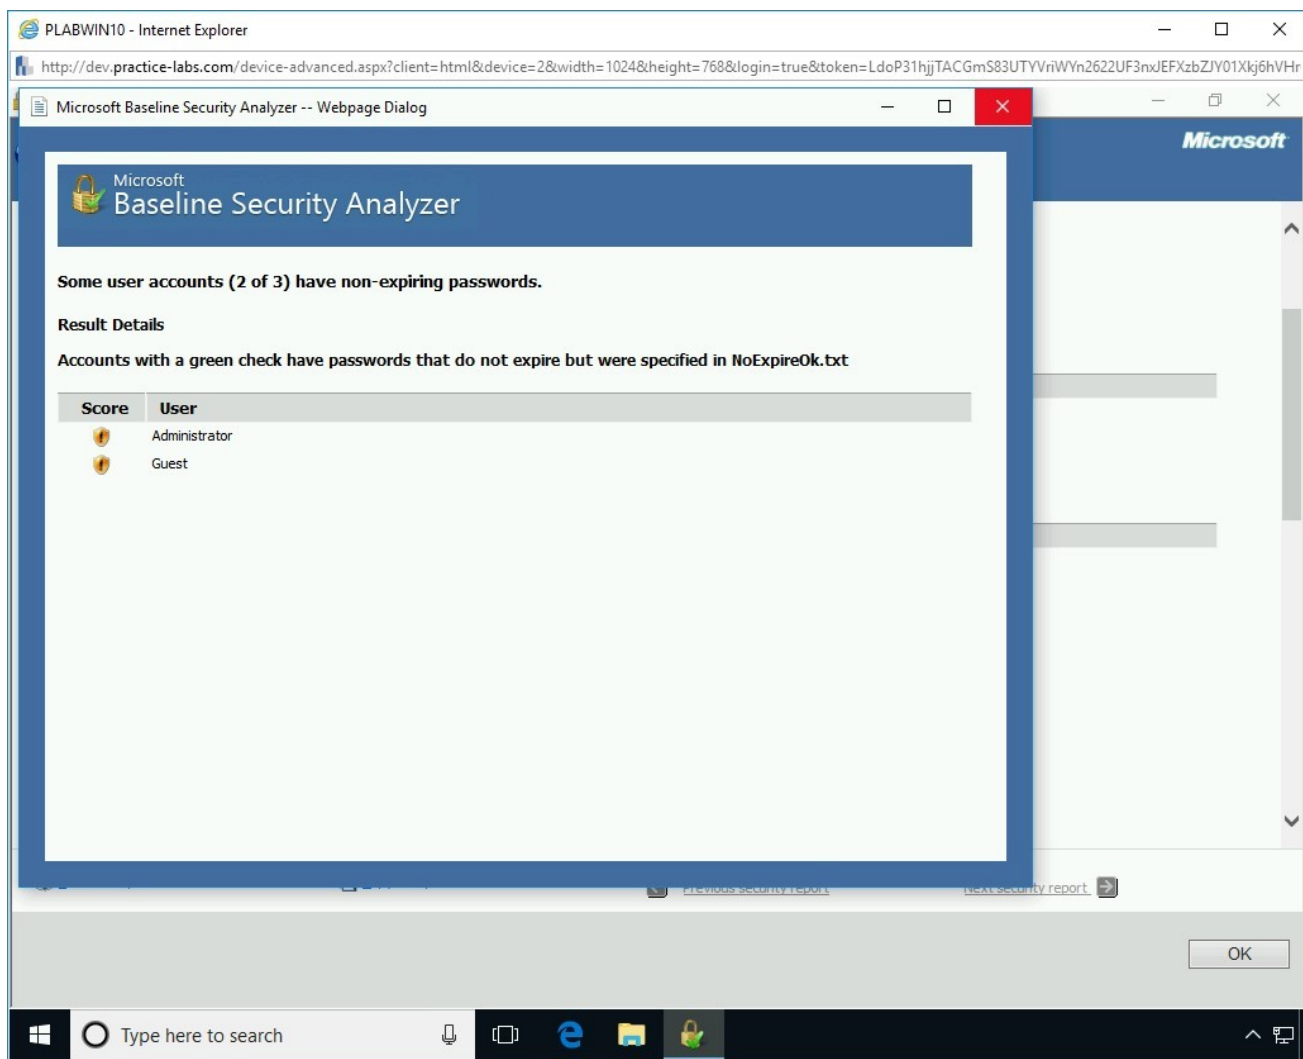 PLABWIN10 - Internet Explorer
http://dev.practice-labs.com/device-advanced.aspx?client=html&device=2&width=1024&height=768&login=true&token=LdoP31hjjTACGmS83UTYVriWYn2622UF3nxJEFXzbZJY01Xkj6hVHr
Microsoft Baseline Security Analyzer -- Webpage Dialog
Microsoft
Microsoft
Baseline Security Analyzer
Some user accounts (2 of 3) have non-expiring passwords.
Result Details
Accounts with a green check have passwords that do not expire but were specified in NoExpireOk.txt
Score User
Administrator
Guest
Previous security report Next security report
OK
Type here to search